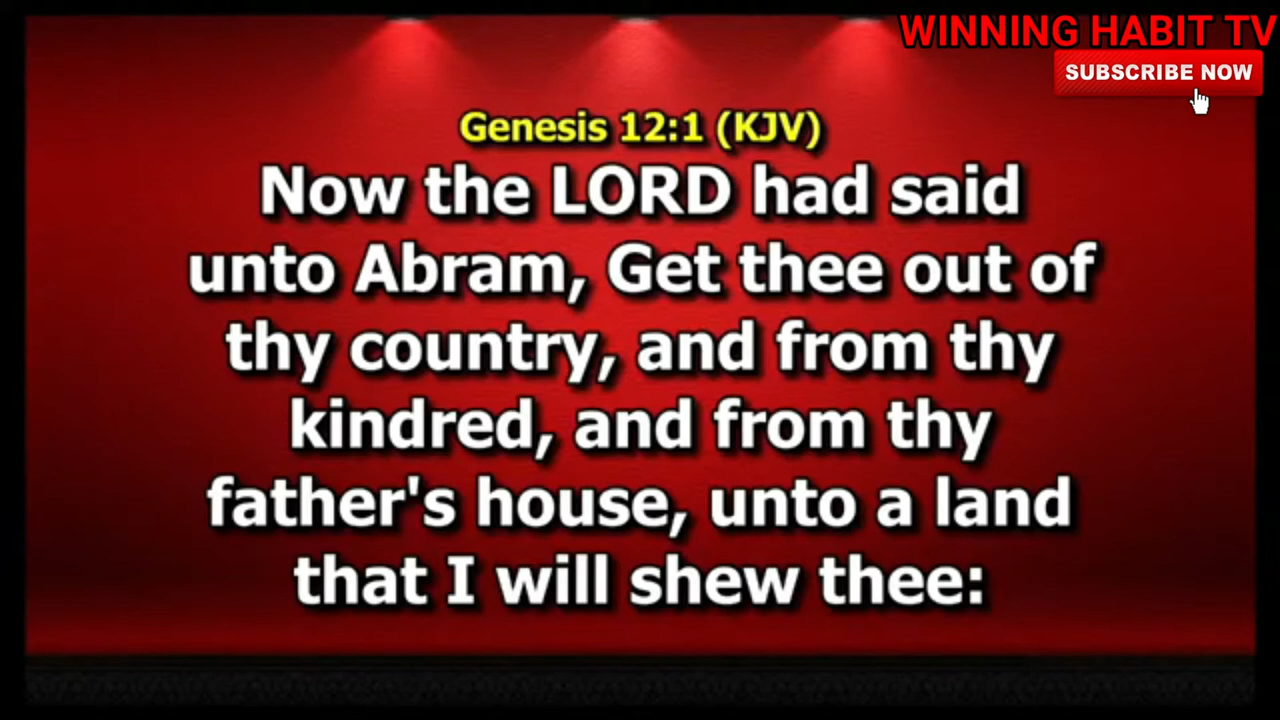 WINNING HABIT TV
SUBSCRIBE NOW
Genesis 12:1 (KJV)
Now the LORD had said
unto Abram, Get thee out of
thy country, and from thy
kindred, and from thy
father's house, unto a land
that I will shew thee: